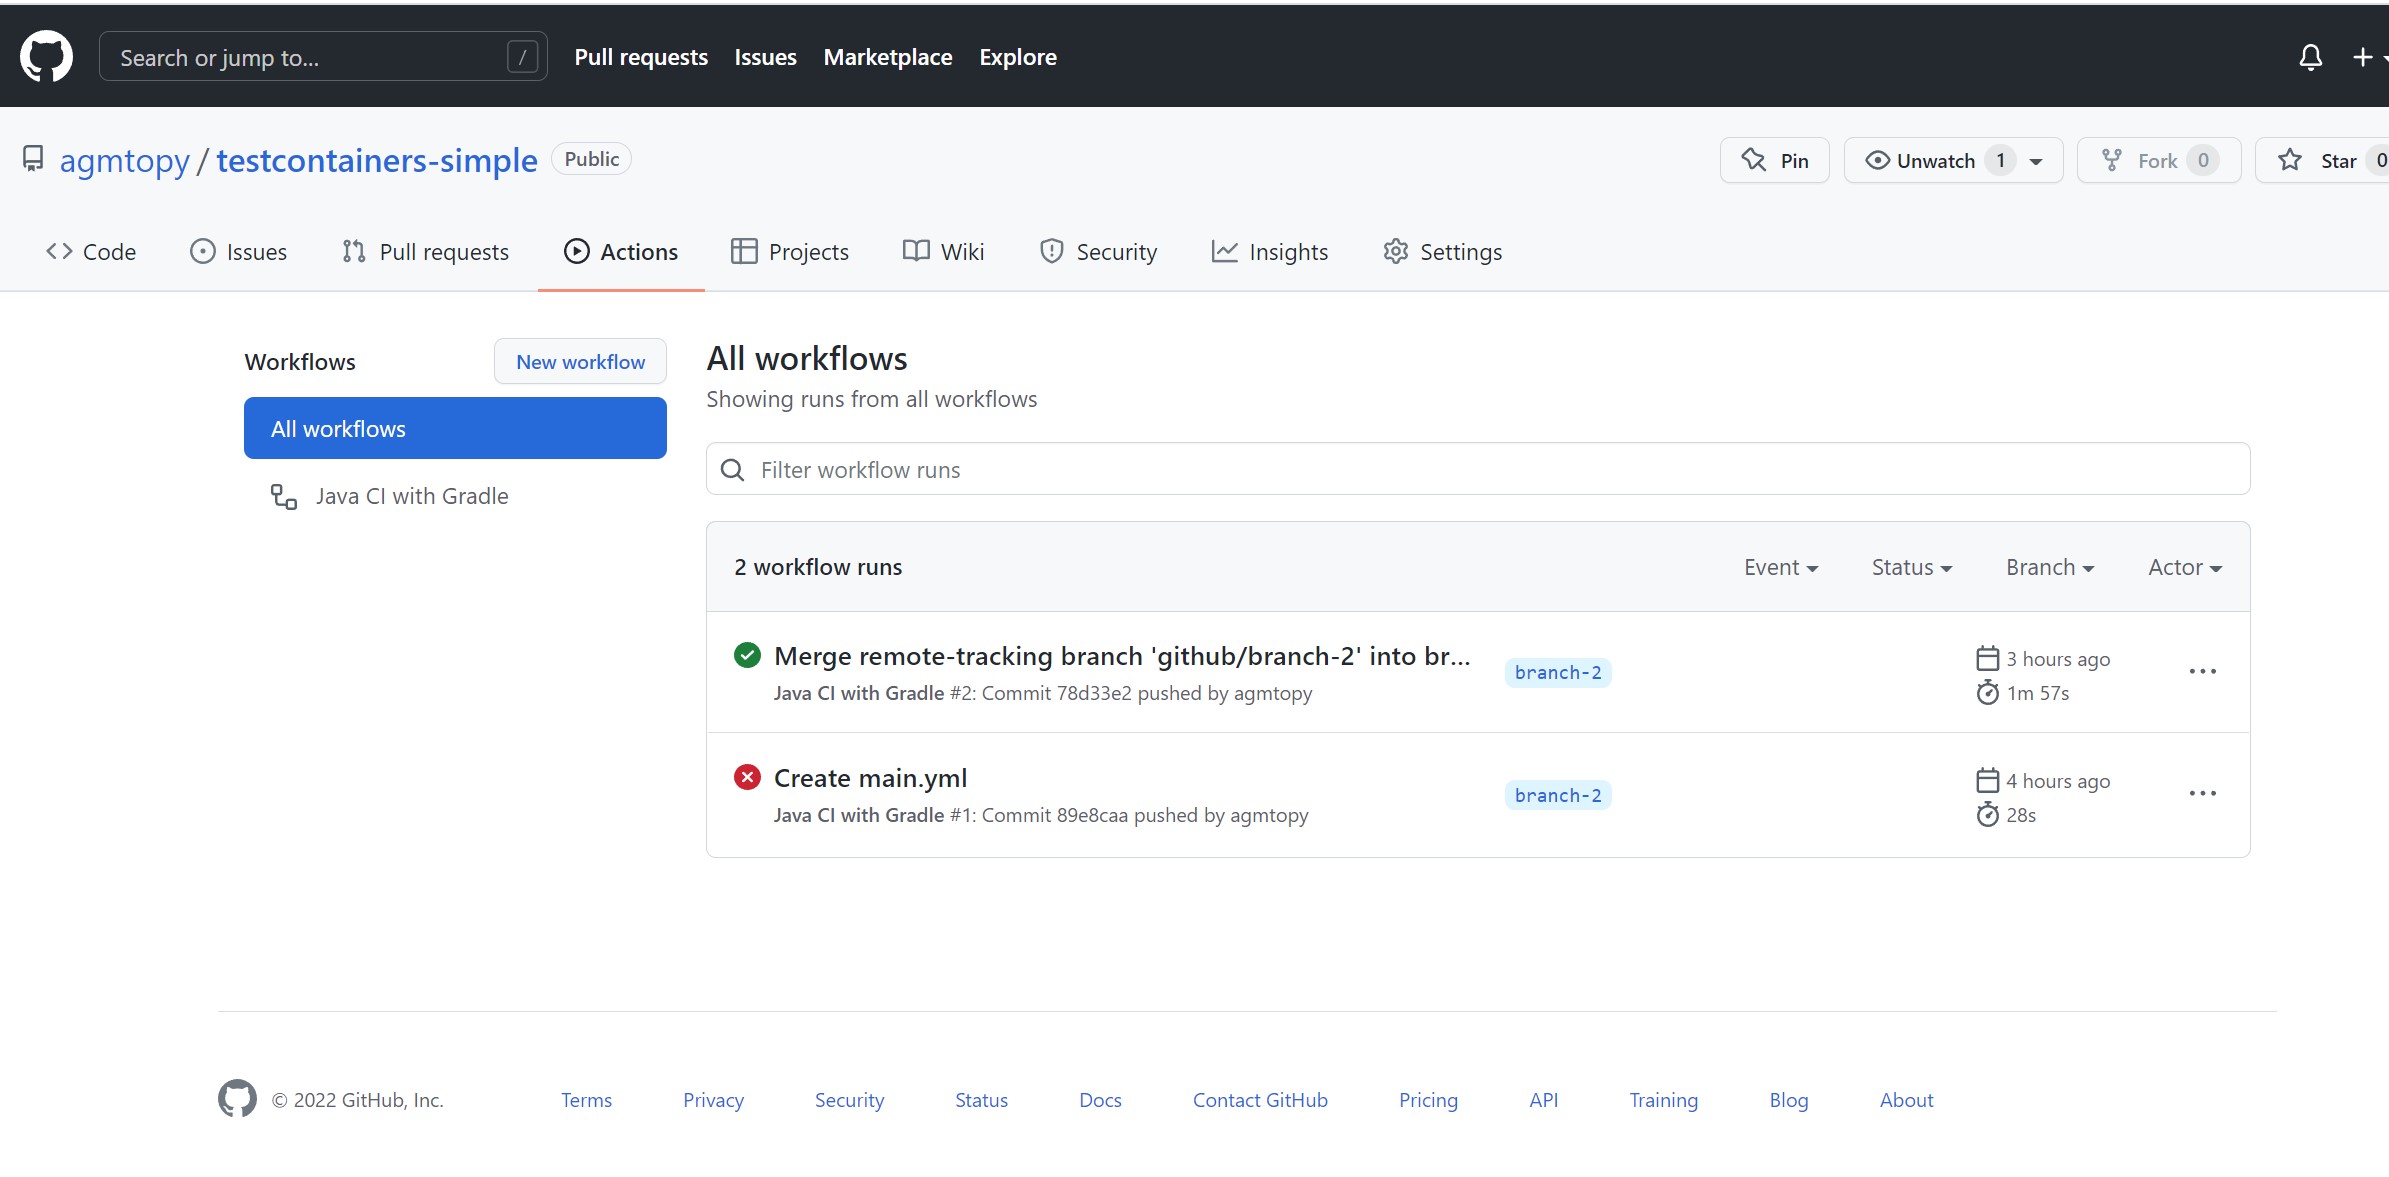 Search or jump to... / Pull requests Issues Marketplace Explore
agmtopy / testcontainers-simple Public Pin Unwatch 1 Fork 0 Star 0
Code Issues Pull requests Actions Projects Wiki Security Insights Settings
Workflows New workflow
All workflows
Java CI with Gradle
All workflows
Showing runs from all workflows
Filter workflow runs
2 workflow runs Event Status Branch Actor
Merge remote-tracking branch 'github/branch-2' into br...
Java CI with Gradle #2: Commit 78d33e2 pushed by agmtopy
branch-2
3 hours ago
1m 57s
Create main.yml
Java CI with Gradle #1: Commit 89e8caa pushed by agmtopy
branch-2
4 hours ago
28s
© 2022 GitHub, Inc. Terms Privacy Security Status Docs Contact GitHub Pricing API Training Blog About